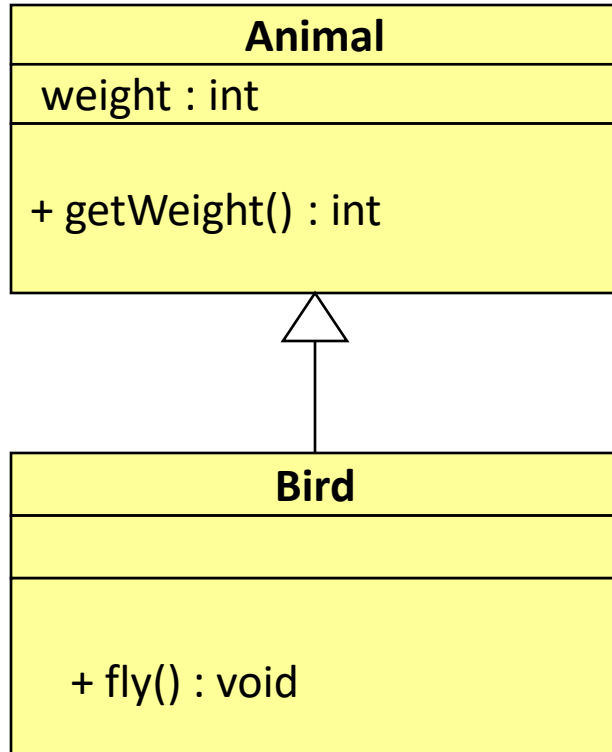 Animal
weight : int
+ getWeight() : int
Bird
+ fly() : void